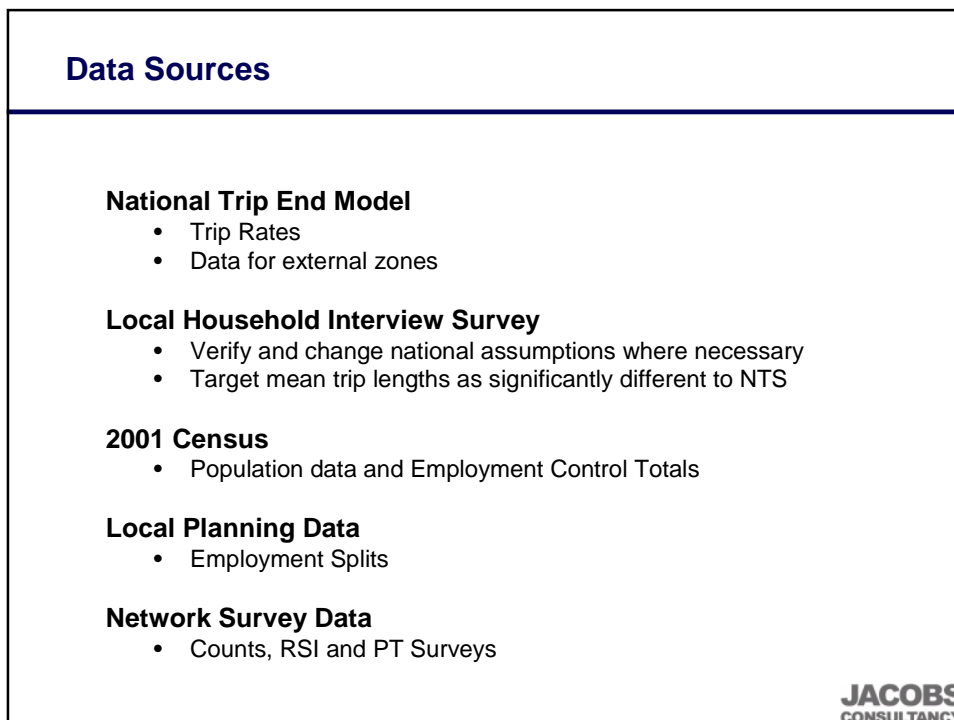 Data Sources
National Trip End Model
• Trip Rates
• Data for external zones
Local Household Interview Survey
• Verify and change national assumptions where necessary
• Target mean trip lengths as significantly different to NTS
2001 Census
• Population data and Employment Control Totals
Local Planning Data
• Employment Splits
Network Survey Data
• Counts, RSI and PT Surveys
JACOBS
CONSULTANCY